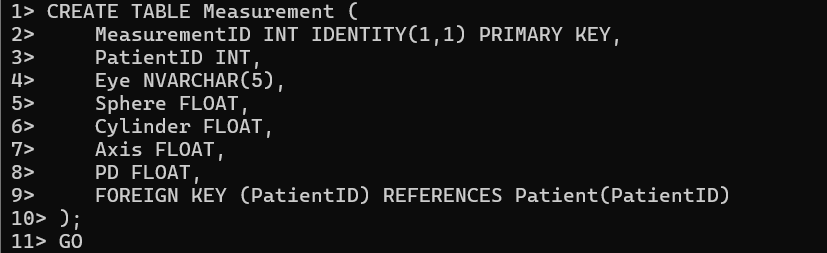 1> CREATE TABLE Measurement (
2>     MeasurementID INT IDENTITY(1,1) PRIMARY KEY,
3>     PatientID INT,
4>     Eye NVARCHAR(5),
5>     Sphere FLOAT,
6>     Cylinder FLOAT,
7>     Axis FLOAT,
8>     PD FLOAT,
9>     FOREIGN KEY (PatientID) REFERENCES Patient(PatientID)
10> );
11> GO